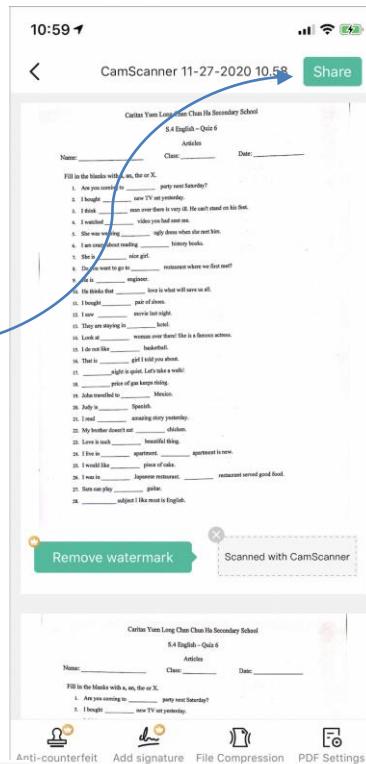 10:59
CamScanner 11-27-2020 10.58
Share
Caritas Yuen Long Chan Chun Ha Secondary School
S.4 English – Quiz 6
Articles
Name: ____________ Class: ____________ Date: ____________
Fill in the blanks with a, an, the or X.
1. Are you coming to ________ party next Saturday?
2. I bought ________ new TV set yesterday.
3. I think ________ man over there is very ill. He can't stand on his feet.
4. I watched ________ video you had sent me.
5. She was wearing ________ ugly dress when she met him.
6. I am crazy about reading ________ history books.
7. She is ________ nice girl.
8. Do you want to go to ________ restaurant where we first met?
9. He is ________ engineer.
10. He thinks that ________ love is what will save us all.
11. I bought ________ pair of shoes.
12. I saw ________ movie last night.
13. They are staying in ________ hotel.
14. Look at ________ woman over there! She is a famous actress.
15. I do not like ________ basketball.
16. That is ________ girl I told you about.
17. ________ night is quiet. Let's take a walk!
18. ________ price of gas keeps rising.
19. John travelled to ________ Mexico.
20. Judy is ________ Spanish.
21. I read ________ amazing story yesterday.
22. My brother doesn't eat ________ chicken.
23. Love is such ________ beautiful thing.
24. I live in ________ apartment. ________ apartment is new.
25. I would like ________ piece of cake.
26. I was in ________ Japanese restaurant. ________ restaurant served good food.
27. Sara can play ________ guitar.
28. ________ subject I like most is English.
Remove watermark
Scanned with CamScanner
Caritas Yuen Long Chan Chun Ha Secondary School
S.4 English – Quiz 6
Articles
Name: ____________ Class: ____________ Date: ____________
Fill in the blanks with a, an, the or X.
1. Are you coming to ________ party next Saturday?
2. I bought ________ new TV set yesterday.
Anti-counterfeit Add signature File Compression PDF Settings